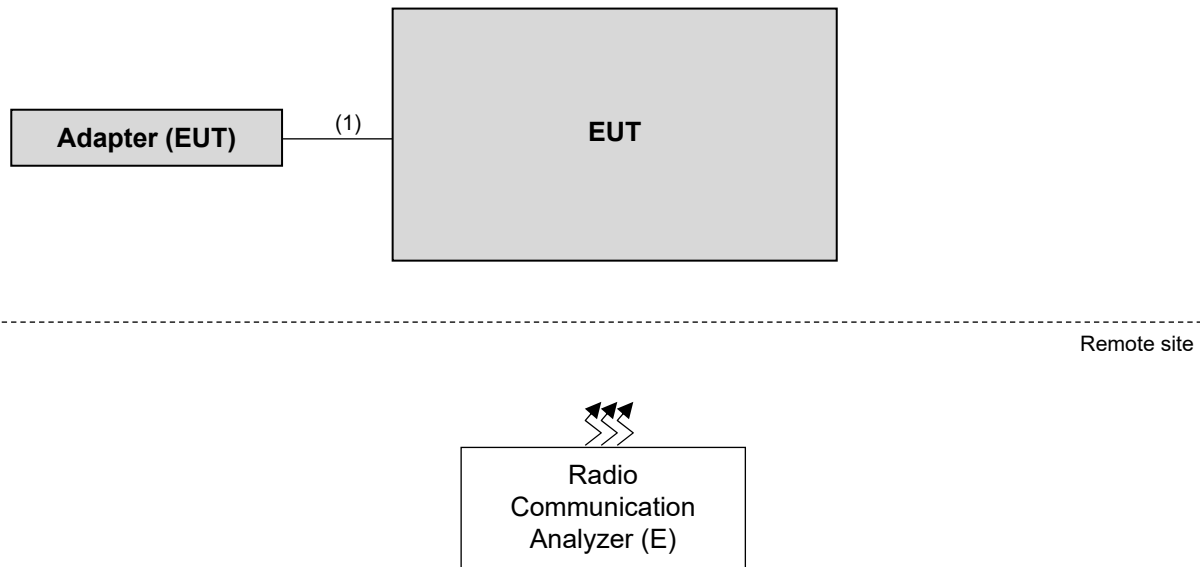 EUT
(1)
Adapter (EUT)
Remote site
Radio
Communication
Analyzer (E)